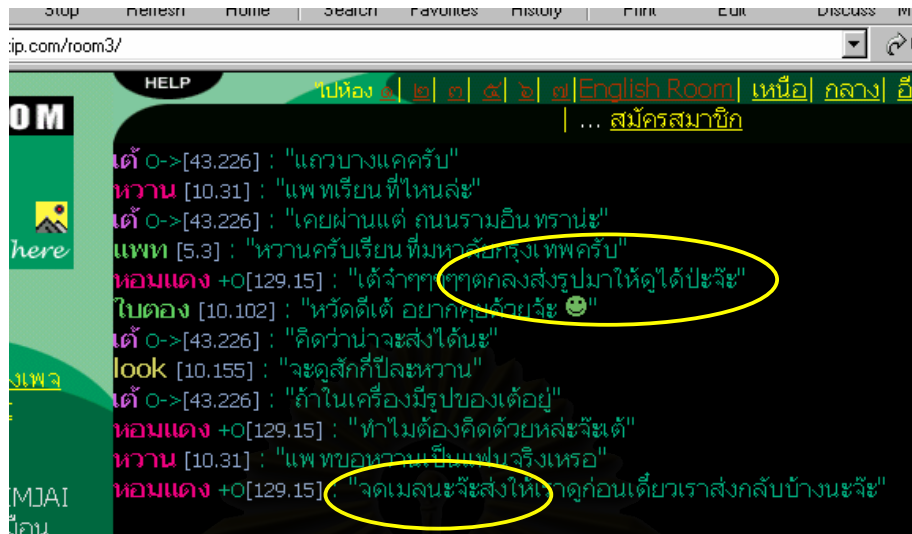 Stop Refresh Home Search Favorites History Print Edit Discuss
tip.com/room3/
HELP
ไปห้อง ๑| ๒| ๓| ๕| ๖| ๗|English Room| เหนือ| กลาง| อี
| ... สมัครสมาชิก
OM
here
เต้ O->[43.226] : "แถวบางแคครับ"
หวาน [10.31] : "แพทเรียนที่ไหนล่ะ"
เต้ O->[43.226] : "เคยผ่านแต่ ถนนรามอินทราน่ะ"
แพท [5.3] : "หวานครับเรียนที่มหาลัยกรุงเทพครับ"
หอมแดง +O[129.15] : "เต้จ๋าๆๆๆๆๆตกลงส่งรูปมาให้ดูได้ป่ะจ๊ะ"
ใบตอง [10.102] : "หวัดดีเต้ อยากคุยด้วยจ้ะ"
เต้ O->[43.226] : "คิดว่าน่าจะส่งได้นะ"
look [10.155] : "จะดูสักกี่ปีละหวาน"
เต้ O->[43.226] : "ถ้าในเครื่องมีรูปของเต้อยู่"
หอมแดง +O[129.15] : "ทำไมต้องคิดด้วยหล่ะจ๊ะเต้"
หวาน [10.31] : "แพทขอหวานเป็นแฟนจริงเหรอ"
หอมแดง +O[129.15] : "จดเมลนะจ๊ะส่งให้เราดูก่อนเดี๋ยวเราส่งกลับบ้างนะจ๊ะ"
งเพจ
MJAI